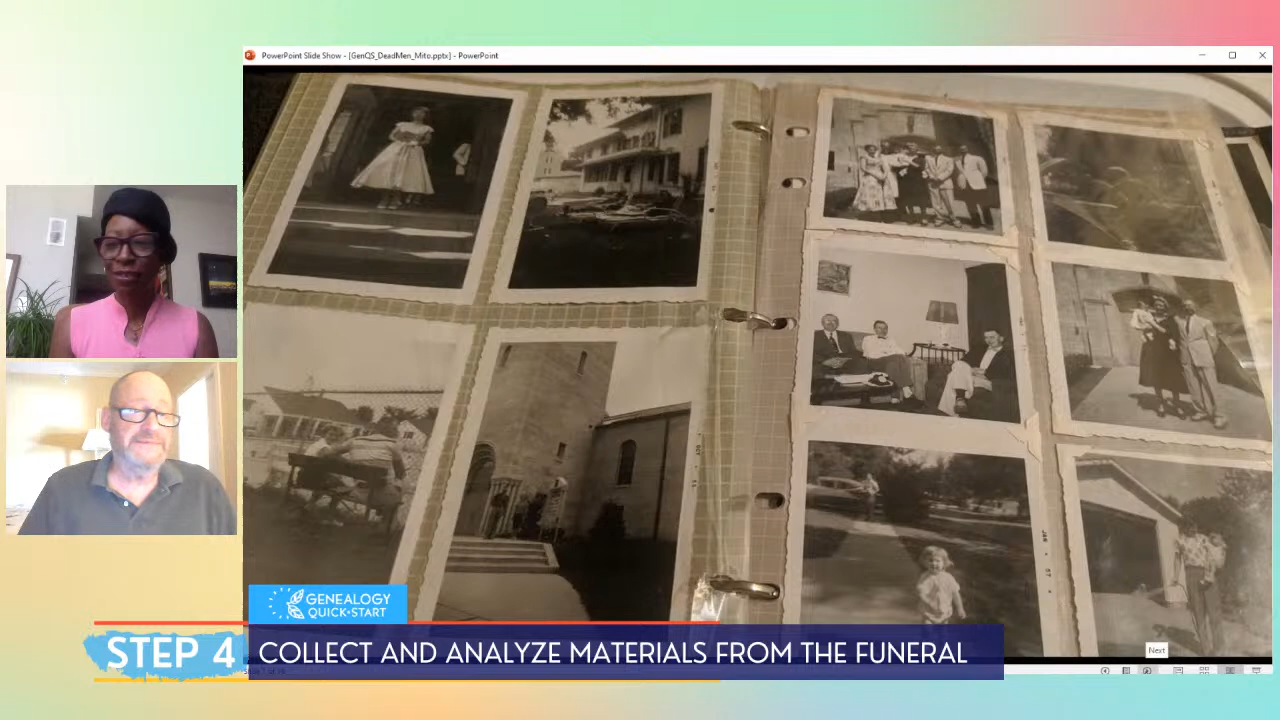 PowerPoint Slide Show - [GenQS_DeadMen_Mito.pptx] - PowerPoint
GENEALOGY
QUICK•START
STEP 4
COLLECT AND ANALYZE MATERIALS FROM THE FUNERAL
Next